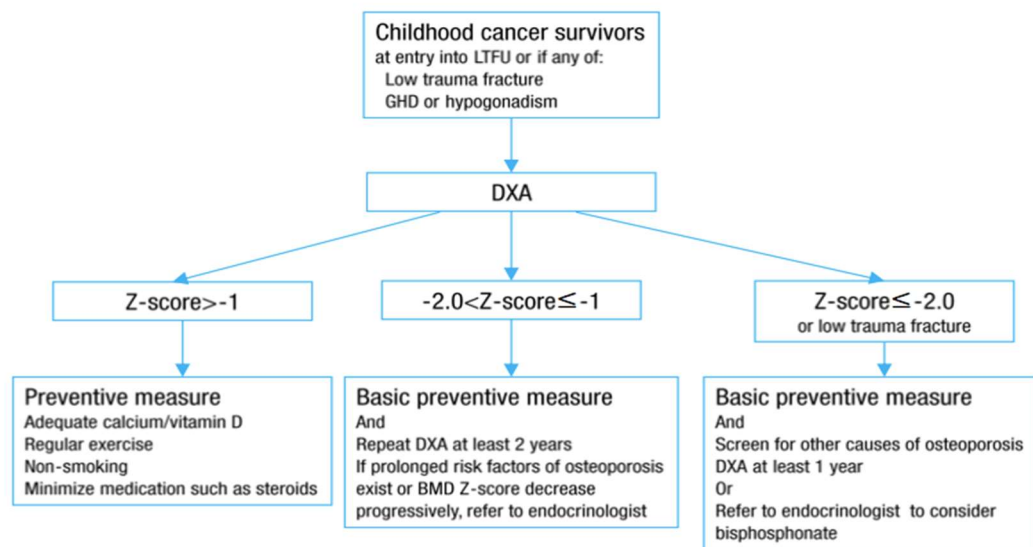 Childhood cancer survivors
at entry into LTFU or if any of:
Low trauma fracture
GHD or hypogonadism
DXA
Z-score>-1
-2.0<Z-score≤-1
Z-score≤-2.0
or low trauma fracture
Preventive measure
Adequate calcium/vitamin D
Regular exercise
Non-smoking
Minimize medication such as steroids
Basic preventive measure
And
Repeat DXA at least 2 years
If prolonged risk factors of osteoporosis
exist or BMD Z-score decrease
progressively, refer to endocrinologist
Basic preventive measure
And
Screen for other causes of osteoporosis
DXA at least 1 year
Or
Refer to endocrinologist to consider
bisphosphonate